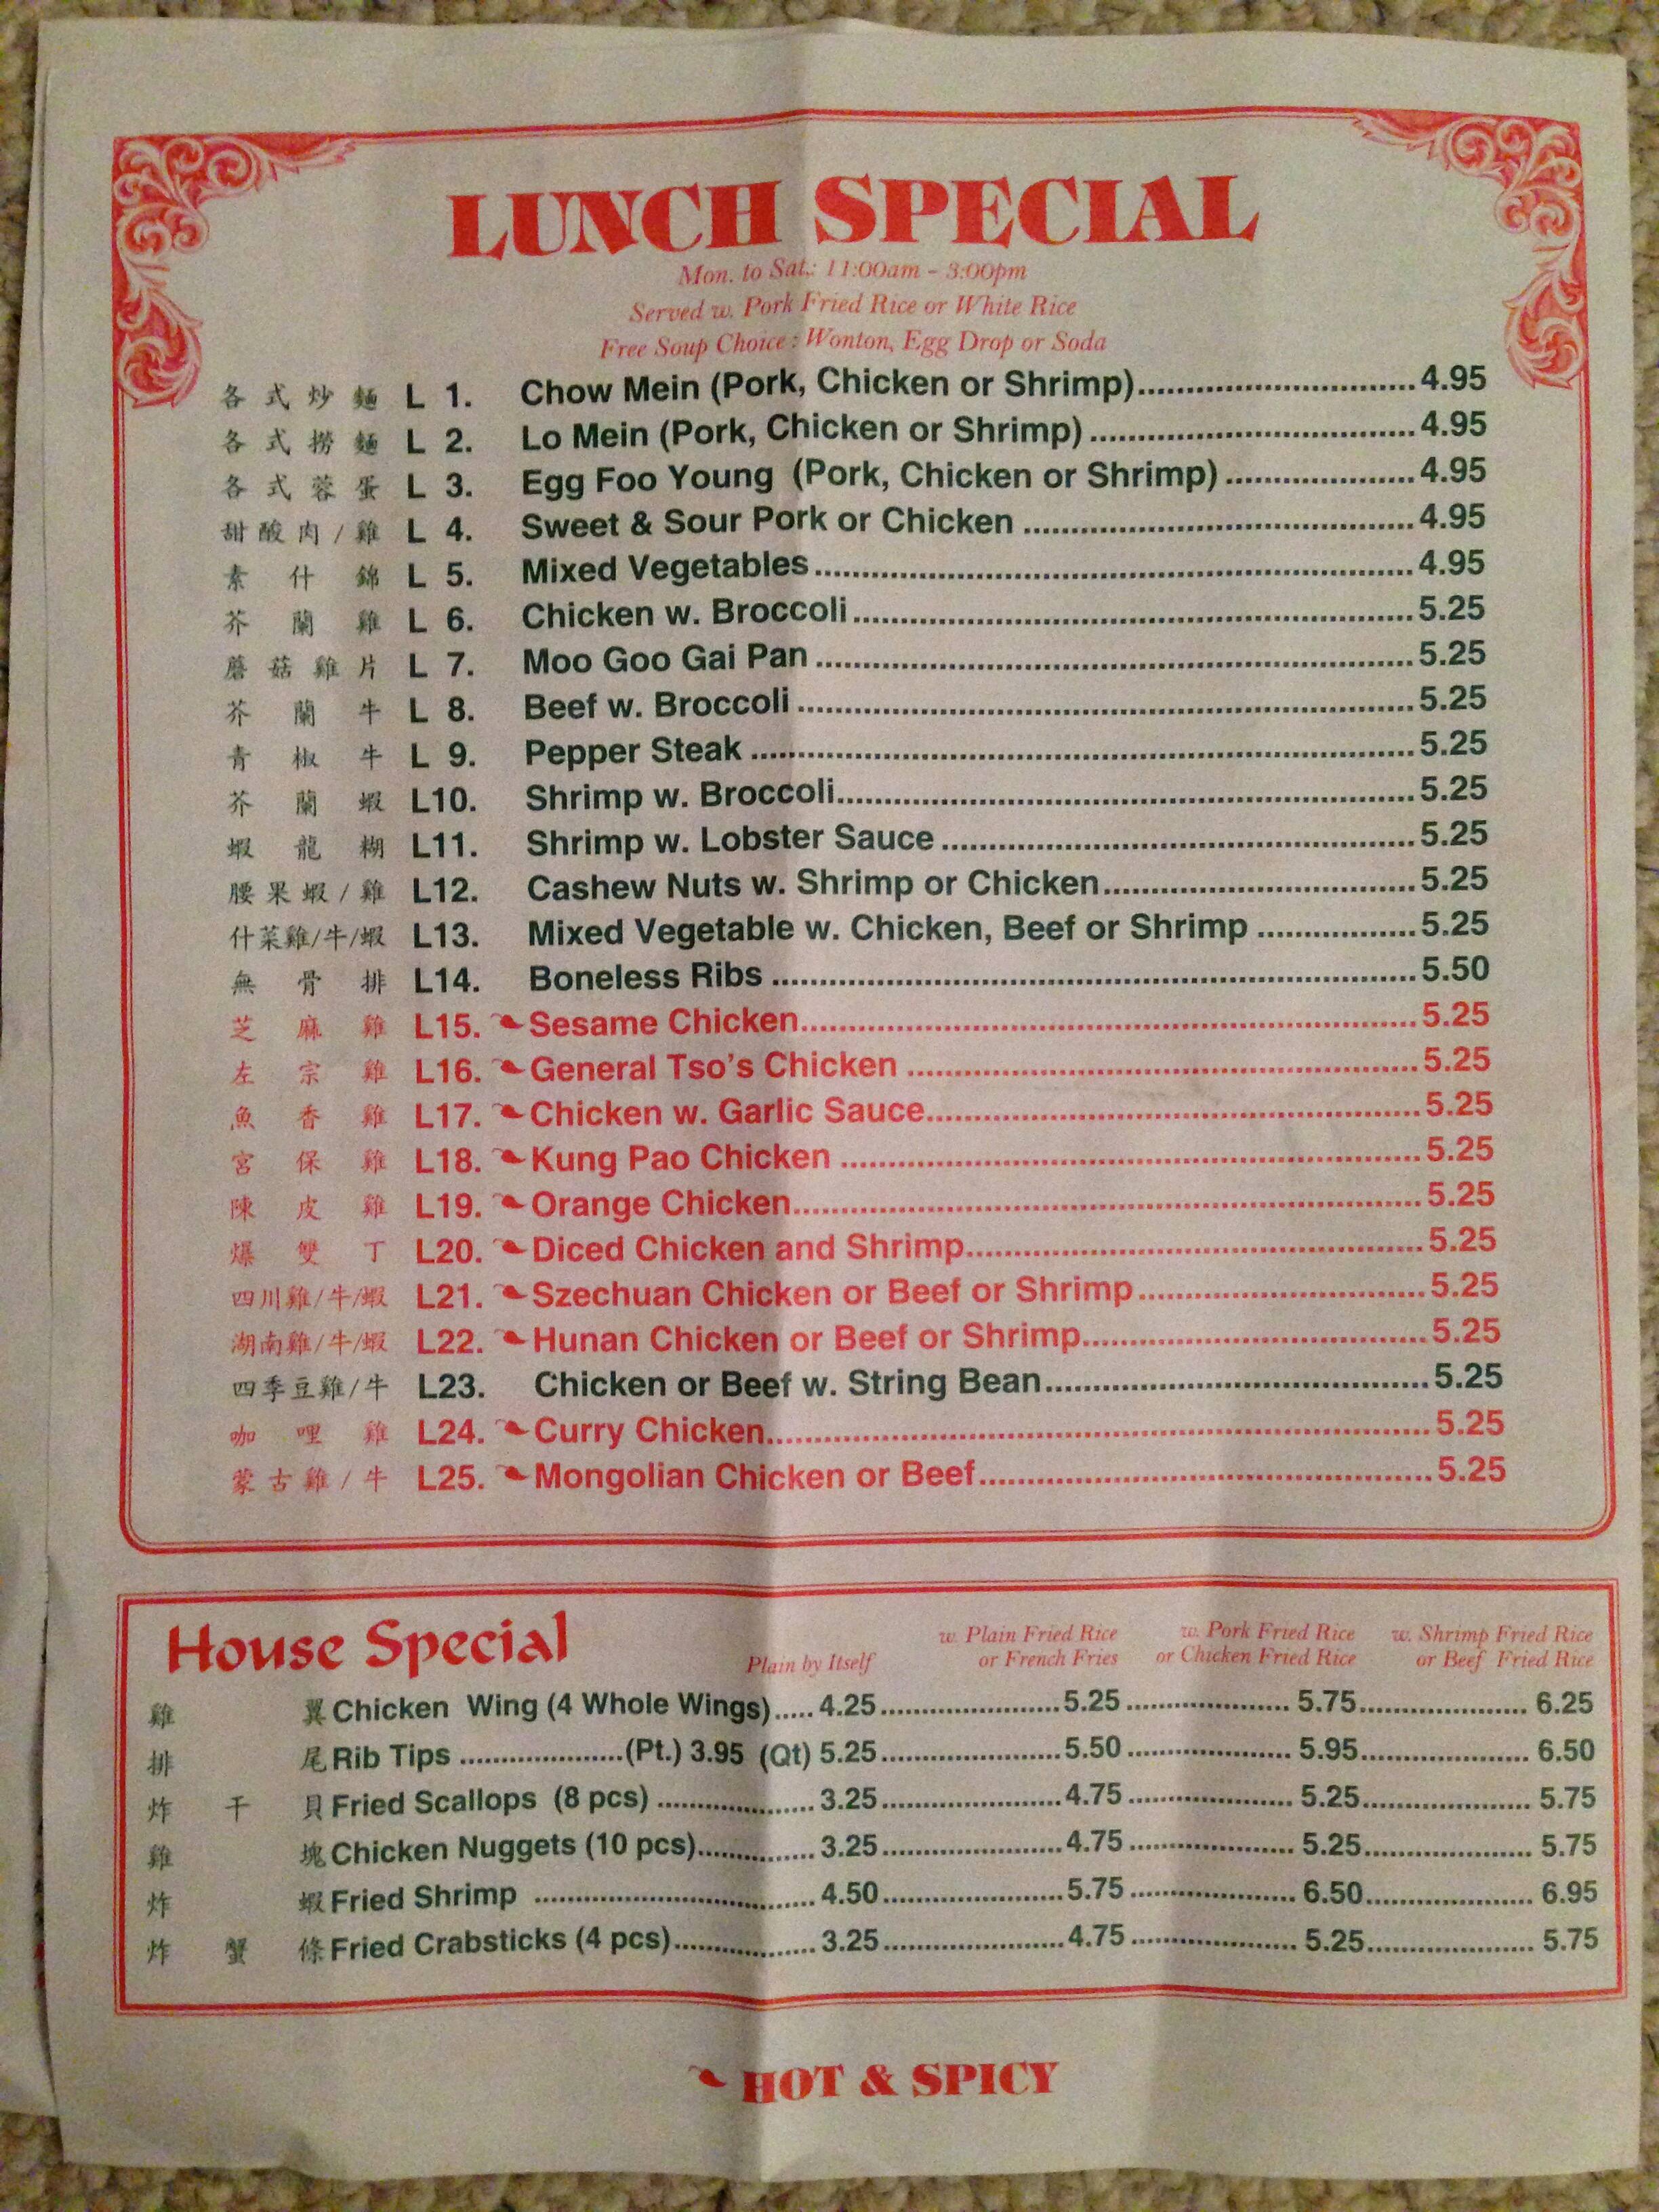 LUNCH SPECIAL
Mon. to Sat.: 11:00am - 3:00pm
Served w. Pork Fried Rice or White Rice
Free Soup Choice : Wonton, Egg Drop or Soda
各式炒麵 L 1. Chow Mein (Pork, Chicken or Shrimp)..............................4.95
各式撈麵 L 2. Lo Mein (Pork, Chicken or Shrimp)..................................4.95
各式蓉蛋 L 3. Egg Foo Young (Pork, Chicken or Shrimp)....................4.95
甜酸肉/雞 L 4. Sweet & Sour Pork or Chicken.........................................4.95
素什錦 L 5. Mixed Vegetables...............................................................4.95
芥蘭雞 L 6. Chicken w. Broccoli...........................................................5.25
蘑菇雞片 L 7. Moo Goo Gai Pan...............................................................5.25
芥蘭牛 L 8. Beef w. Broccoli.................................................................5.25
青椒牛 L 9. Pepper Steak......................................................................5.25
芥蘭蝦 L10. Shrimp w. Broccoli.............................................................5.25
蝦龍糊 L11. Shrimp w. Lobster Sauce..................................................5.25
腰果蝦/雞 L12. Cashew Nuts w. Shrimp or Chicken.................................5.25
什菜雞/牛/蝦 L13. Mixed Vegetable w. Chicken, Beef or Shrimp.................5.25
無骨排 L14. Boneless Ribs....................................................................5.50
芝麻雞 L15. Sesame Chicken.................................................................5.25
左宗雞 L16. General Tso's Chicken......................................................5.25
魚香雞 L17. Chicken w. Garlic Sauce....................................................5.25
宮保雞 L18. Kung Pao Chicken.............................................................5.25
陳皮雞 L19. Orange Chicken..................................................................5.25
爆雙丁 L20. Diced Chicken and Shrimp................................................5.25
四川雞/牛/蝦 L21. Szechuan Chicken or Beef or Shrimp..............................5.25
湖南雞/牛/蝦 L22. Hunan Chicken or Beef or Shrimp....................................5.25
四季豆雞/牛 L23. Chicken or Beef w. String Bean........................................5.25
咖哩雞 L24. Curry Chicken......................................................................5.25
蒙古雞/牛 L25. Mongolian Chicken or Beef................................................5.25
House Special Plain by Itself w. Plain Fried Rice or French Fries w. Pork Fried Rice or Chicken Fried Rice w. Shrimp Fried Rice or Beef Fried Rice
雞翼 Chicken Wing (4 Whole Wings).....4.25...................5.25..................5.75..................6.25
排尾 Rib Tips....................(Pt.) 3.95 (Qt) 5.25...................5.50..................5.95..................6.50
炸干貝 Fried Scallops (8 pcs).................3.25...................4.75..................5.25..................5.75
雞塊 Chicken Nuggets (10 pcs).............3.25...................4.75..................5.25..................5.75
炸蝦 Fried Shrimp..............................4.50...................5.75..................6.50..................6.95
炸蟹條 Fried Crabsticks (4 pcs)...............3.25...................4.75..................5.25..................5.75
HOT & SPICY